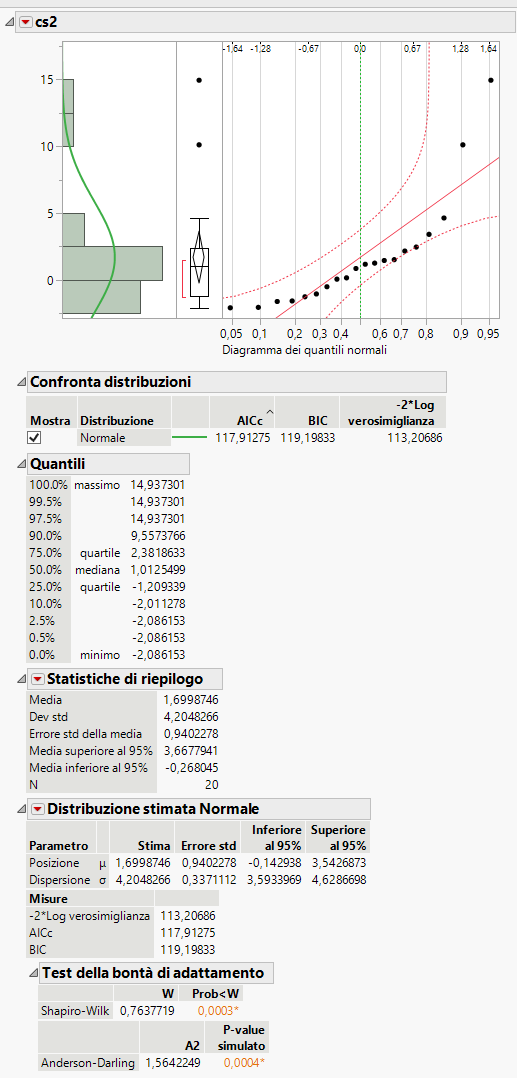 cs2
-1,64 -1,28 -0,67 0,0 0,67 1,28 1,64
15
10
5
0
0,05 0,1 0,2 0,3 0,4 0,6 0,7 0,8 0,9 0,95
Diagramma dei quantili normali
Confronta distribuzioni
-2*Log
Mostra Distribuzione AICc BIC verosimiglianza
Normale 117,91275 119,19833 113,20686
Quantili
100.0% massimo 14,937301
99.5% 14,937301
97.5% 14,937301
90.0% 9,5573766
75.0% quartile 2,3818633
50.0% mediana 1,0125499
25.0% quartile -1,209339
10.0% -2,011278
2.5% -2,086153
0.5% -2,086153
0.0% minimo -2,086153
Statistiche di riepilogo
Media 1,6998746
Dev std 4,2048266
Errore std della media 0,9402278
Media superiore al 95% 3,6677941
Media inferiore al 95% -0,268045
N 20
Distribuzione stimata Normale
Inferiore Superiore
Parametro Stima Errore std al 95% al 95%
Posizione μ 1,6998746 0,9402278 -0,142938 3,5426873
Dispersione σ 4,2048266 0,3371112 3,5933969 4,6286698
Misure
-2*Log verosimiglianza 113,20686
AICc 117,91275
BIC 119,19833
Test della bontà di adattamento
W Prob<W
Shapiro-Wilk 0,7637719 0,0003*
P-value
A2 simulato
Anderson-Darling 1,5642249 0,0004*